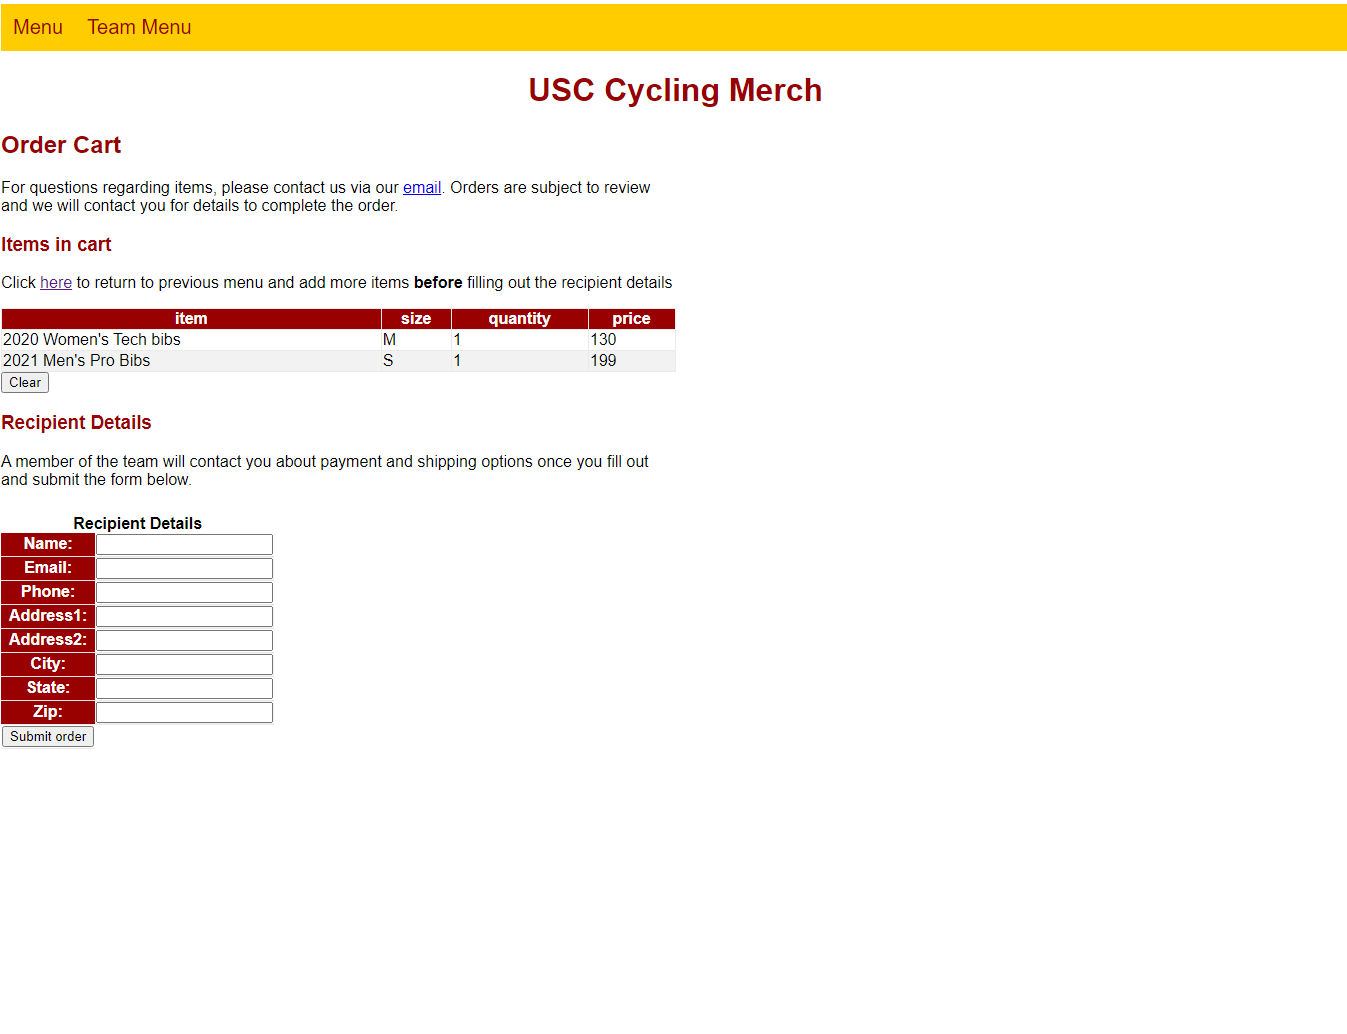 Menu Team Menu
USC Cycling Merch
Order Cart
For questions regarding items, please contact us via our email. Orders are subject to review
and we will contact you for details to complete the order.
Items in cart
Click here to return to previous menu and add more items before filling out the recipient details
item size quantity price
2020 Women's Tech bibs M 1 130
2021 Men's Pro Bibs S 1 199
Clear
Recipient Details
A member of the team will contact you about payment and shipping options once you fill out
and submit the form below.
Recipient Details
Name:
Email:
Phone:
Address1:
Address2:
City:
State:
Zip:
Submit order